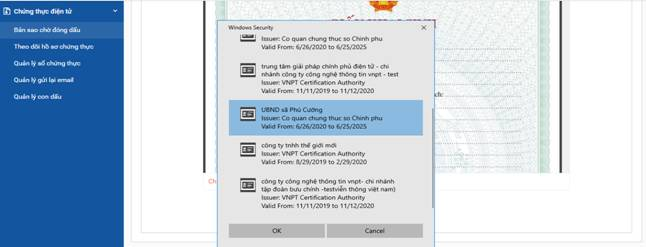 Chứng thực điện tử
Bản sao chờ đóng dấu
Theo dõi hồ sơ chứng thực
Quản lý số chứng thực
Quản lý gửi lại email
Quản lý con dấu
Windows Security
Issuer: Co quan chung thuc so Chinh phu
Valid From: 6/26/2020 to 6/25/2025
trung tâm giải pháp chính phủ điện tử - chi
nhánh công ty công nghệ thông tin vnpt - test
Issuer: VNPT Certification Authority
Valid From: 11/11/2019 to 11/12/2020
UBND xã Phú Cường
Issuer: Co quan chung thuc so Chinh phu
Valid From: 6/26/2020 to 6/25/2025
công ty tnhh thế giới mới
Issuer: VNPT Certification Authority
Valid From: 8/29/2019 to 2/29/2020
công ty công nghệ thông tin vnpt- chi nhánh
tập đoàn bưu chính -testviễn thông việt nam)
Issuer: VNPT Certification Authority
Valid From: 11/11/2019 to 11/12/2020
OK
Cancel